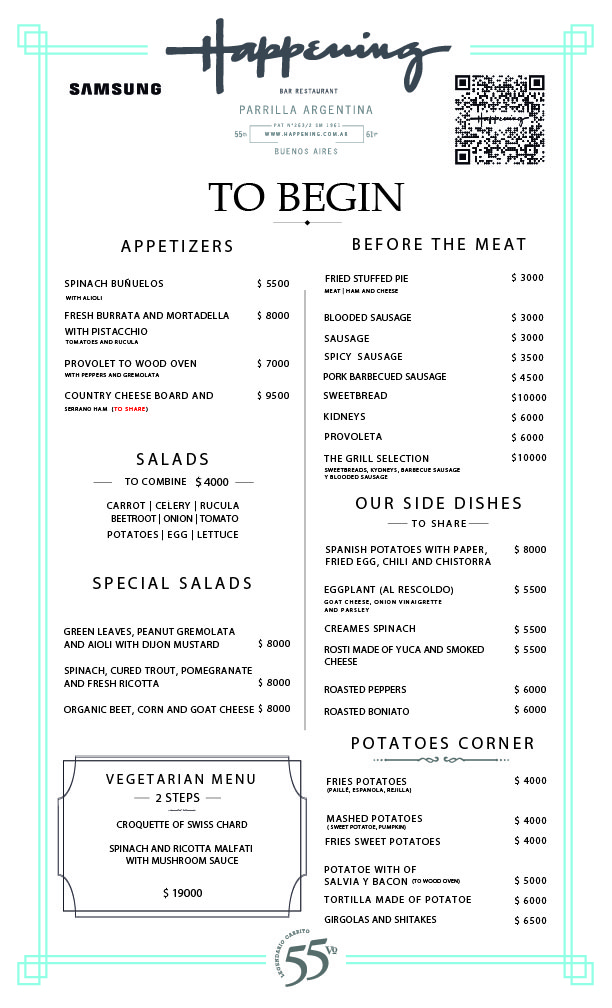 Happening
SAMSUNG
BAR RESTAURANT
PARRILLA ARGENTINA
WWW.HAPPENING.COM.AR
BUENOS AIRES
Happening
TO BEGIN
APPETIZERS
SPINACH BUÑUELOS $ 5500
WITH ALIOLI
FRESH BURRATA AND MORTADELLA $ 8000
WITH PISTACCHIO
TOMATOES AND RUCULA
PROVOLET TO WOOD OVEN $ 7000
WITH PEPPERS AND GREMOLATA
COUNTRY CHEESE BOARD AND $ 9500
SERRANO HAM (TO SHARE)
SALADS
TO COMBINE $ 4000
CARROT | CELERY | RUCULA
BEETROOT | ONION | TOMATO
POTATOES | EGG | LETTUCE
SPECIAL SALADS
GREEN LEAVES, PEANUT GREMOLATA
AND AIOLI WITH DIJON MUSTARD $ 8000
SPINACH, CURED TROUT, POMEGRANATE
AND FRESH RICOTTA $ 8000
ORGANIC BEET, CORN AND GOAT CHEESE $ 8000
VEGETARIAN MENU
2 STEPS
CROQUETTE OF SWISS CHARD
SPINACH AND RICOTTA MALFATI
WITH MUSHROOM SAUCE
$ 19000
BEFORE THE MEAT
FRIED STUFFED PIE $ 3000
MEAT | HAM AND CHEESE
BLOODED SAUSAGE $ 3000
SAUSAGE $ 3000
SPICY SAUSAGE $ 3500
PORK BARBECUED SAUSAGE $ 4500
SWEETBREAD $10000
KIDNEYS $ 6000
PROVOLETA $ 6000
THE GRILL SELECTION $10000
SWEETBREADS, KYDNEYS, BARBECUE SAUSAGE
Y BLOODED SAUSAGE
OUR SIDE DISHES
TO SHARE
SPANISH POTATOES WITH PAPER, $ 8000
FRIED EGG, CHILI AND CHISTORRA
EGGPLANT (AL RESCOLDO) $ 5500
GOAT CHEESE, ONION VINAIGRETTE
AND PARSLEY
CREAMES SPINACH $ 5500
ROSTI MADE OF YUCA AND SMOKED $ 5500
CHEESE
ROASTED PEPPERS $ 6000
ROASTED BONIATO $ 6000
POTATOES CORNER
FRIES POTATOES $ 4000
(PAILLÉ, ESPANOLA, REJILLA)
MASHED POTATOES $ 4000
( SWEET POTATOE, PUMPKIN)
FRIES SWEET POTATOES $ 4000
POTATOE WITH OF
SALVIA Y BACON (TO WOOD OVEN) $ 5000
TORTILLA MADE OF POTATOE $ 6000
GIRGOLAS AND SHITAKES $ 6500
LEGENDARIO CARRITO
55 Vo